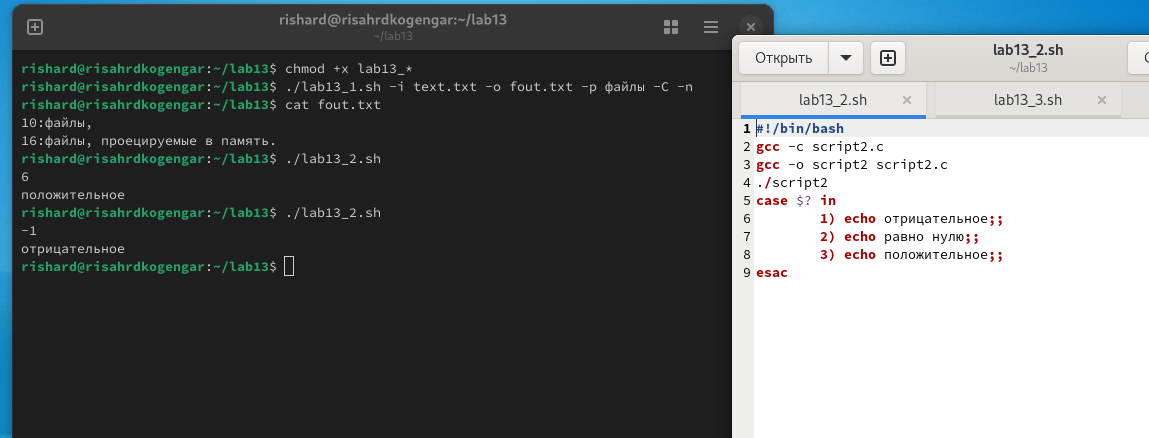 rishard@risahrdkogengar:~/lab13
~/lab13
rishard@risahrdkogengar:~/lab13$ chmod +x lab13_*
rishard@risahrdkogengar:~/lab13$ ./lab13_1.sh -i text.txt -o fout.txt -p файлы -C -n
rishard@risahrdkogengar:~/lab13$ cat fout.txt
10:файлы,
16:файлы, проецируемые в память.
rishard@risahrdkogengar:~/lab13$ ./lab13_2.sh
6
положительное
rishard@risahrdkogengar:~/lab13$ ./lab13_2.sh
-1
отрицательное
rishard@risahrdkogengar:~/lab13$
Открыть
lab13_2.sh
~/lab13
lab13_2.sh
lab13_3.sh
1 #!/bin/bash
2 gcc -c script2.c
3 gcc -o script2 script2.c
4 ./script2
5 case $? in
6 1) echo отрицательное;;
7 2) echo равно нулю;;
8 3) echo положительное;;
9 esac